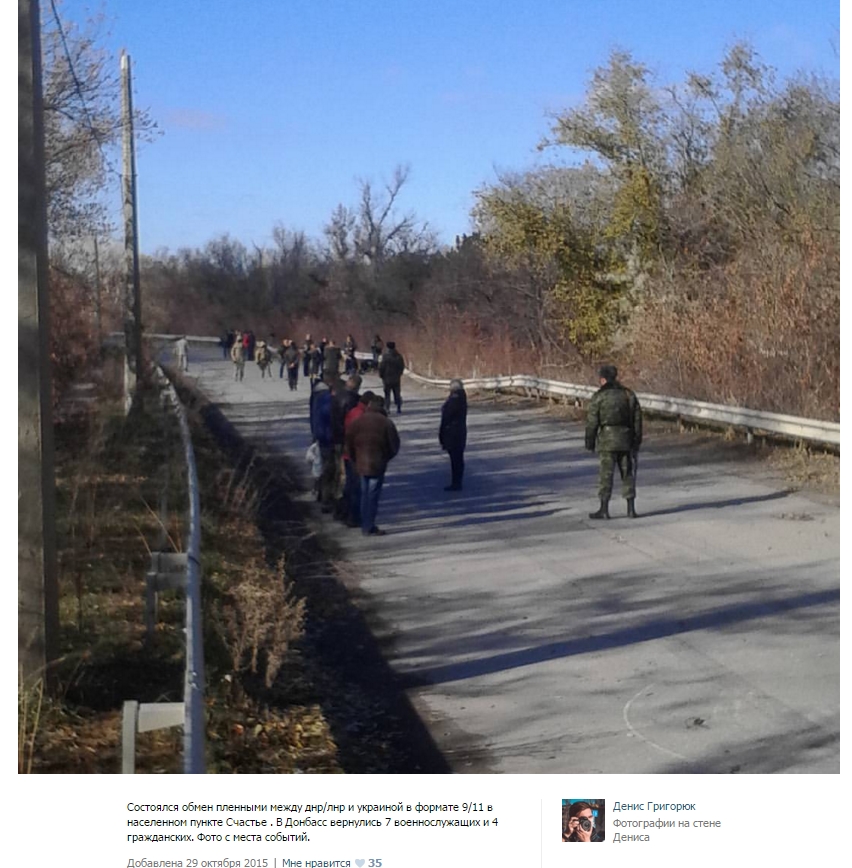 Состоялся обмен пленными между днр/лнр и украиной в формате 9/11 в
населенном пункте Счастье . В Донбасс вернулись 7 военнослужащих и 4
гражданских. Фото с места событий.
Добавлена 29 октября 2015 | Мне нравится 35
Денис Григорюк
Фотографии на стене
Дениса